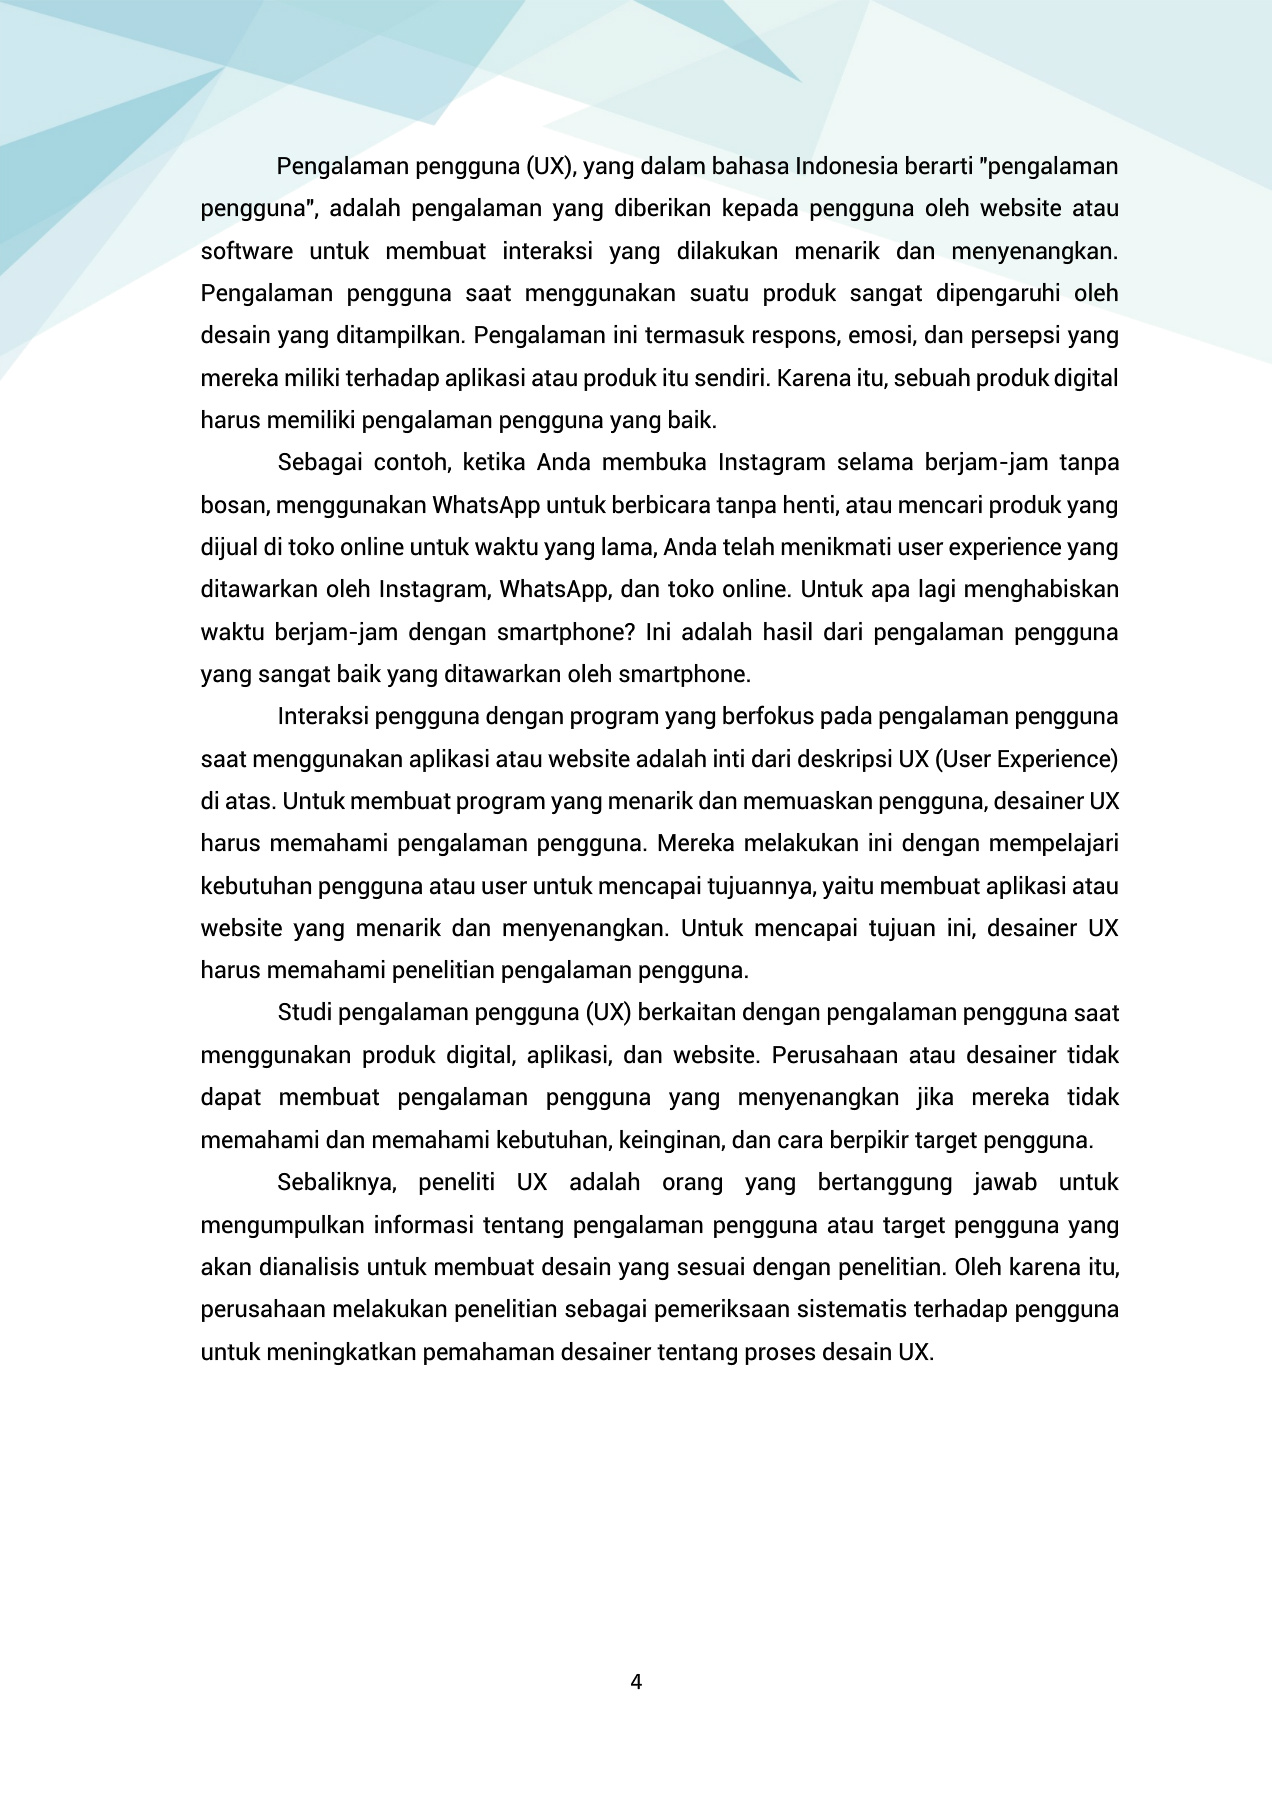 Pengalaman pengguna (UX), yang dalam bahasa Indonesia berarti "pengalaman
pengguna", adalah pengalaman yang diberikan kepada pengguna oleh website atau
software untuk membuat interaksi yang dilakukan menarik dan menyenangkan.
Pengalaman pengguna saat menggunakan suatu produk sangat dipengaruhi oleh
desain yang ditampilkan. Pengalaman ini termasuk respons, emosi, dan persepsi yang
mereka miliki terhadap aplikasi atau produk itu sendiri. Karena itu, sebuah produk digital
harus memiliki pengalaman pengguna yang baik.
Sebagai contoh, ketika Anda membuka Instagram selama berjam-jam tanpa
bosan, menggunakan WhatsApp untuk berbicara tanpa henti, atau mencari produk yang
dijual di toko online untuk waktu yang lama, Anda telah menikmati user experience yang
ditawarkan oleh Instagram, WhatsApp, dan toko online. Untuk apa lagi menghabiskan
waktu berjam-jam dengan smartphone? Ini adalah hasil dari pengalaman pengguna
yang sangat baik yang ditawarkan oleh smartphone.
Interaksi pengguna dengan program yang berfokus pada pengalaman pengguna
saat menggunakan aplikasi atau website adalah inti dari deskripsi UX (User Experience)
di atas. Untuk membuat program yang menarik dan memuaskan pengguna, desainer UX
harus memahami pengalaman pengguna. Mereka melakukan ini dengan mempelajari
kebutuhan pengguna atau user untuk mencapai tujuannya, yaitu membuat aplikasi atau
website yang menarik dan menyenangkan. Untuk mencapai tujuan ini, desainer UX
harus memahami penelitian pengalaman pengguna.
Studi pengalaman pengguna (UX) berkaitan dengan pengalaman pengguna saat
menggunakan produk digital, aplikasi, dan website. Perusahaan atau desainer tidak
dapat membuat pengalaman pengguna yang menyenangkan jika mereka tidak
memahami dan memahami kebutuhan, keinginan, dan cara berpikir target pengguna.
Sebaliknya, peneliti UX adalah orang yang bertanggung jawab untuk
mengumpulkan informasi tentang pengalaman pengguna atau target pengguna yang
akan dianalisis untuk membuat desain yang sesuai dengan penelitian. Oleh karena itu,
perusahaan melakukan penelitian sebagai pemeriksaan sistematis terhadap pengguna
untuk meningkatkan pemahaman desainer tentang proses desain UX.
4